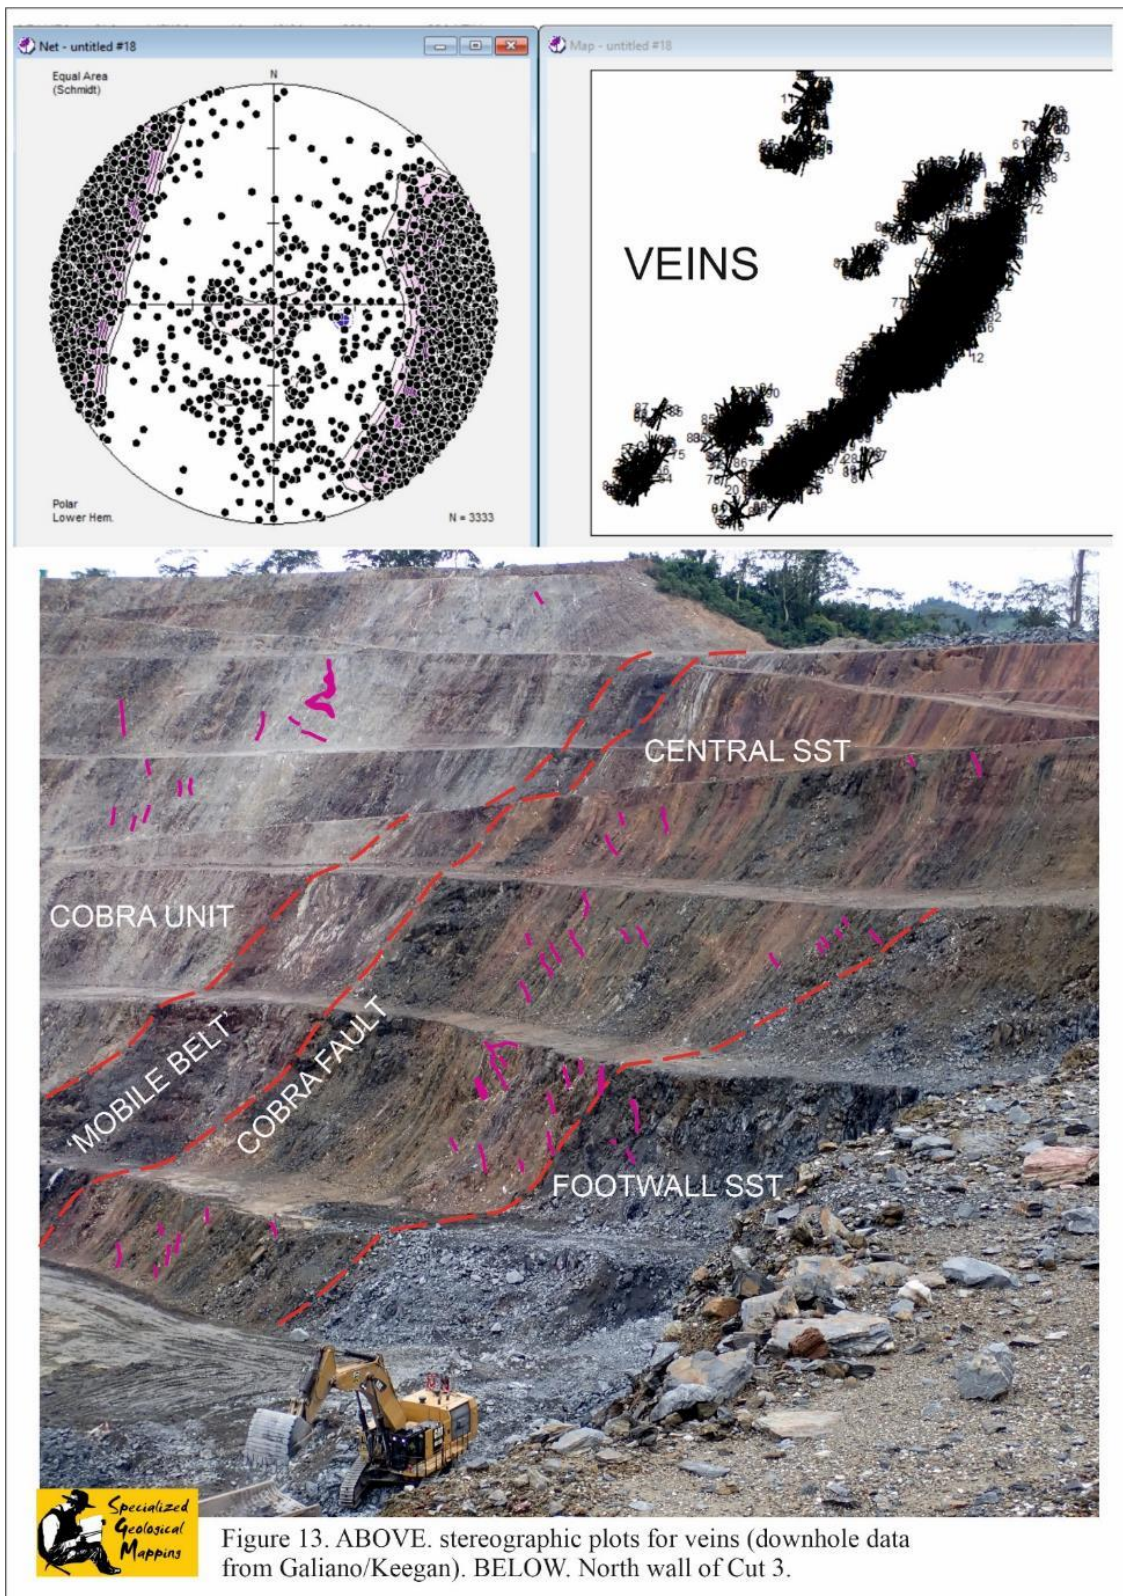 Net - untitled #18
Map - untitled #18
Equal Area
(Schmidt)
N
VEINS
Polar
Lower Hem.
N = 3333
CENTRAL SST
COBRA UNIT
'MOBILE BELT'
COBRA FAULT
FOOTWALL SST
Specialized
Geological
Mapping
Figure 13. ABOVE. stereographic plots for veins (downhole data
from Galiano/Keegan). BELOW. North wall of Cut 3.